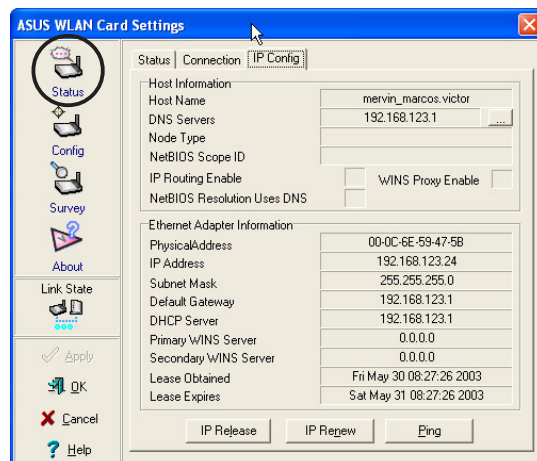 ASUS WLAN Card Settings
Status
Config
Survey
About
Link State
Apply
OK
Cancel
Help
Status Connection IP Config
Host Information
Host Name mervin_marcos.victor
DNS Servers 192.168.123.1 ...
Node Type
NetBIOS Scope ID
IP Routing Enable WINS Proxy Enable
NetBIOS Resolution Uses DNS
Ethernet Adapter Information
PhysicalAddress 00-0C-6E-59-47-5B
IP Address 192.168.123.24
Subnet Mask 255.255.255.0
Default Gateway 192.168.123.1
DHCP Server 192.168.123.1
Primary WINS Server 0.0.0.0
Secondary WINS Server 0.0.0.0
Lease Obtained Fri May 30 08:27:26 2003
Lease Expires Sat May 31 08:27:26 2003
IP Release IP Renew Ping